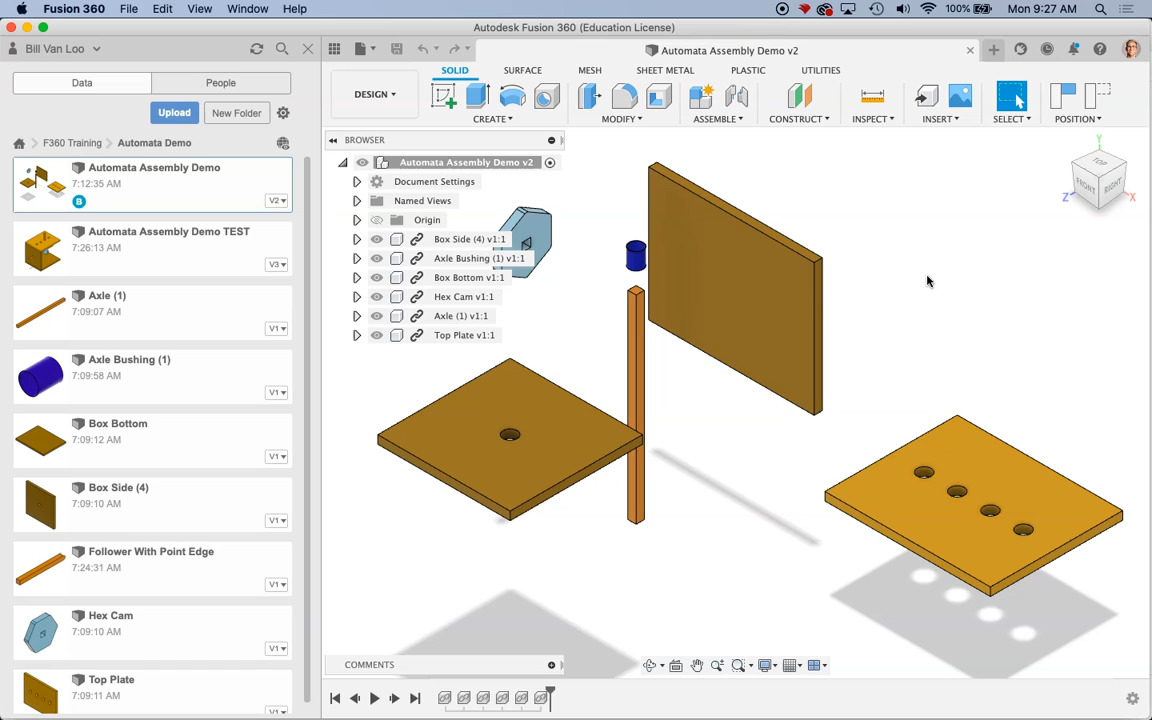 Fusion 360 File Edit View Window Help 100% Mon 9:27 AM
Autodesk Fusion 360 (Education License)
Bill Van Loo
Automata Assembly Demo v2
Data People
Upload New Folder
F360 Training Automata Demo
Automata Assembly Demo
7:12:35 AM
B V2
Automata Assembly Demo TEST
7:26:13 AM
V3
Axle (1)
7:09:07 AM
V1
Axle Bushing (1)
7:09:58 AM
V1
Box Bottom
7:09:12 AM
V1
Box Side (4)
7:09:10 AM
V1
Follower With Point Edge
7:24:31 AM
V1
Hex Cam
7:09:10 AM
V1
Top Plate
7:09:11 AM
V1
SOLID SURFACE MESH SHEET METAL PLASTIC UTILITIES
DESIGN
CREATE MODIFY ASSEMBLE CONSTRUCT INSPECT INSERT SELECT POSITION
BROWSER
Automata Assembly Demo v2
Document Settings
Named Views
Origin
Box Side (4) v1:1
Axle Bushing (1) v1:1
Box Bottom v1:1
Hex Cam v1:1
Axle (1) v1:1
Top Plate v1:1
Y
TOP
FRONT RIGHT
Z X
COMMENTS